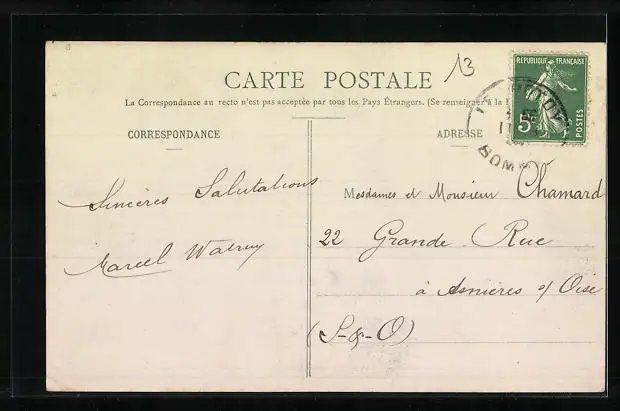 13
RÉPUBLIQUE FRANÇAISE
5c
POSTES
CARTE POSTALE
La Correspondance au recto n'est pas acceptée par tous les Pays Étrangers. (Se renseigner à la
CORRESPONDANCE
ADRESSE
Sincères Salutations
Marcel
Mesdames et Monsieur Chamard
22 Grande Rue
à Asnières s/ Oise
(S-&-O)